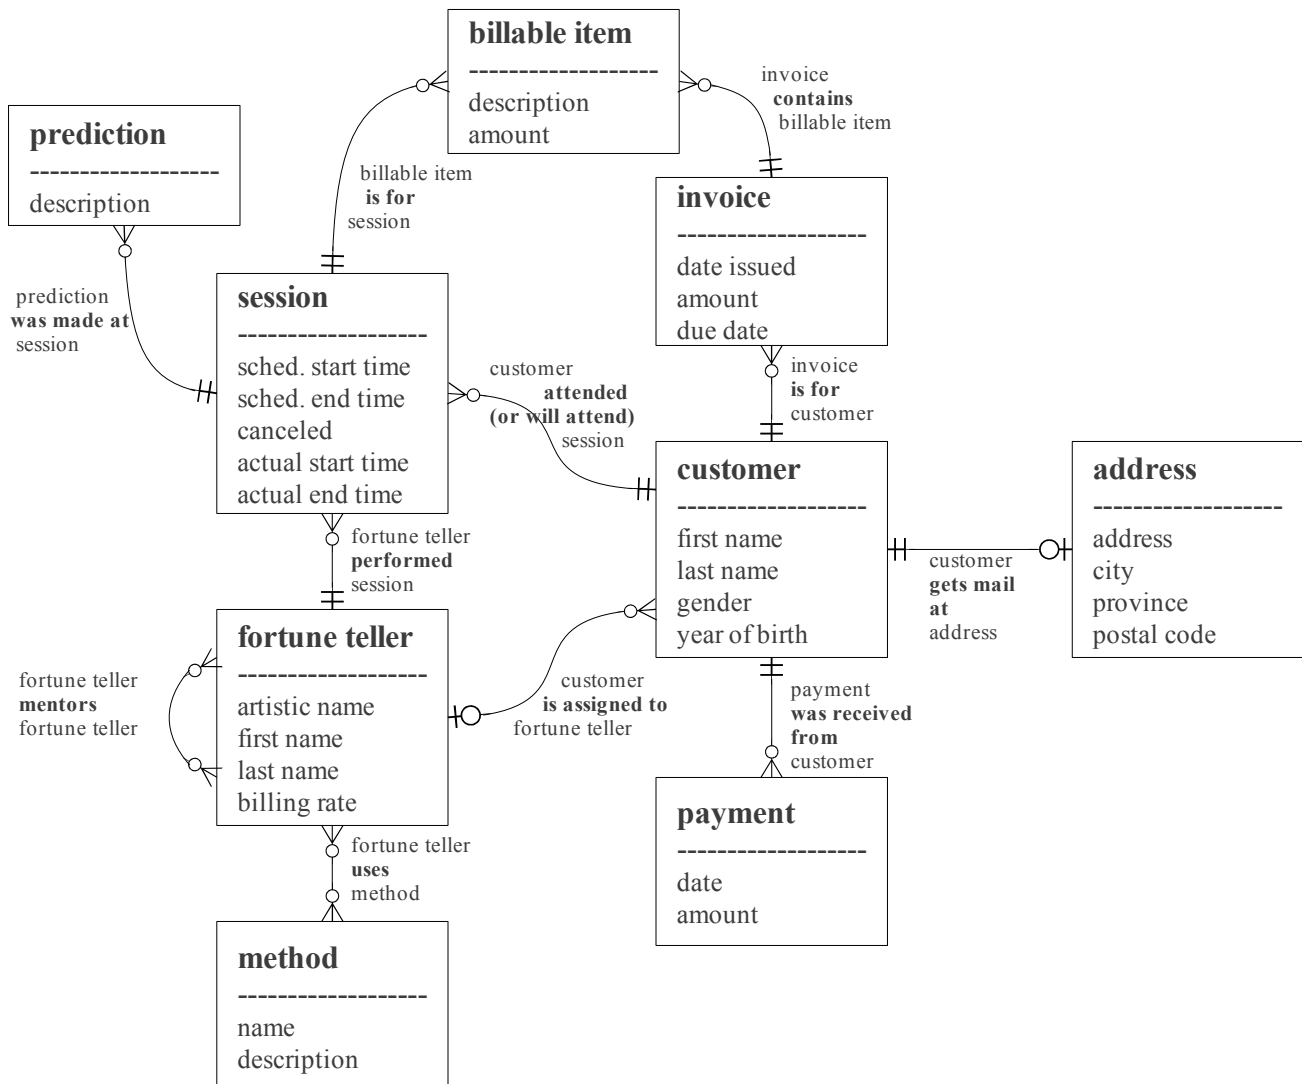 billable item
-------------------
description
amount
invoice
contains
billable item
prediction
-------------------
description
billable item
is for
session
invoice
-------------------
date issued
amount
due date
prediction
was made at
session
session
-------------------
sched. start time
sched. end time
canceled
actual start time
actual end time
customer
attended
(or will attend)
session
invoice
is for
customer
customer
-------------------
first name
last name
gender
year of birth
address
-------------------
address
city
province
postal code
customer
gets mail
at
address
fortune teller
performed
session
fortune teller
-------------------
artistic name
first name
last name
billing rate
fortune teller
mentors
fortune teller
customer
is assigned to
fortune teller
payment
was received
from
customer
payment
-------------------
date
amount
fortune teller
uses
method
method
-------------------
name
description